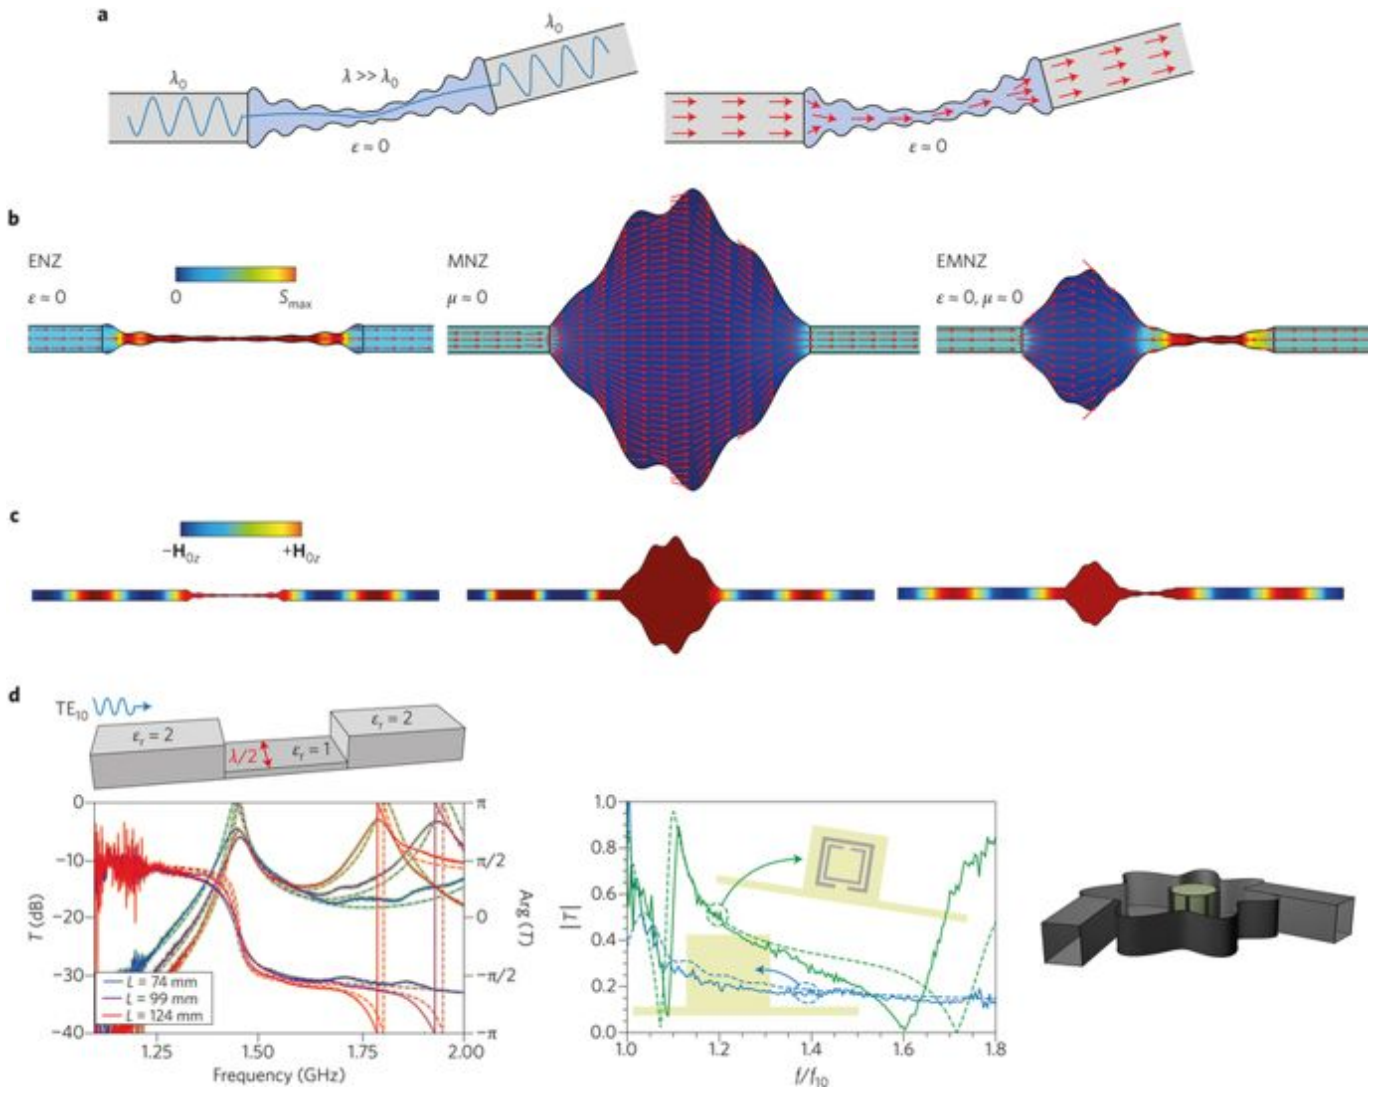 a
λ₀
λ >> λ₀
λ₀
ε ≈ 0
ε ≈ 0
b
ENZ
ε ≈ 0
0
Sₘₐₓ
MNZ
μ ≈ 0
EMNZ
ε ≈ 0, μ ≈ 0
c
−H₀z
+H₀z
d
TE₁₀
εᵣ = 2
λ/2
εᵣ = 1
εᵣ = 2
T (dB)
0
−10
−20
−30
−40
π
π/2
0
−π/2
−π
Arg (T)
L = 74 mm
L = 99 mm
L = 124 mm
1.25
1.50
1.75
2.00
Frequency (GHz)
|T|
1.0
0.8
0.6
0.4
0.2
0.0
1.0
1.2
1.4
1.6
1.8
f/f₁₀